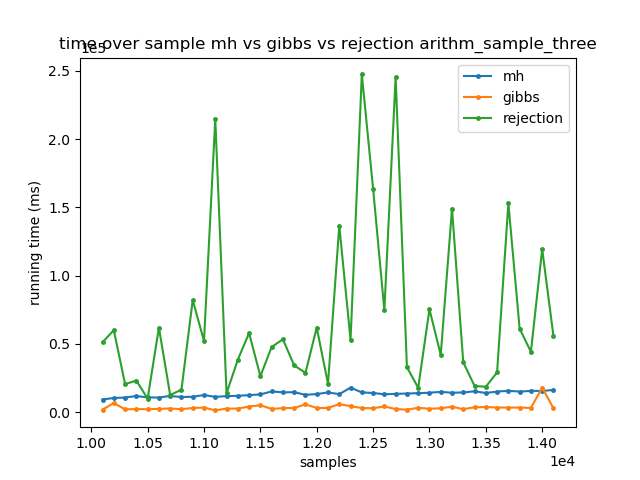 time over sample mh vs gibbs vs rejection arithm_sample_three
1e5
2.5
2.0
1.5
1.0
0.5
0.0
running time (ms)
mh
gibbs
rejection
1.00 1.05 1.10 1.15 1.20 1.25 1.30 1.35 1.40
samples
1e4